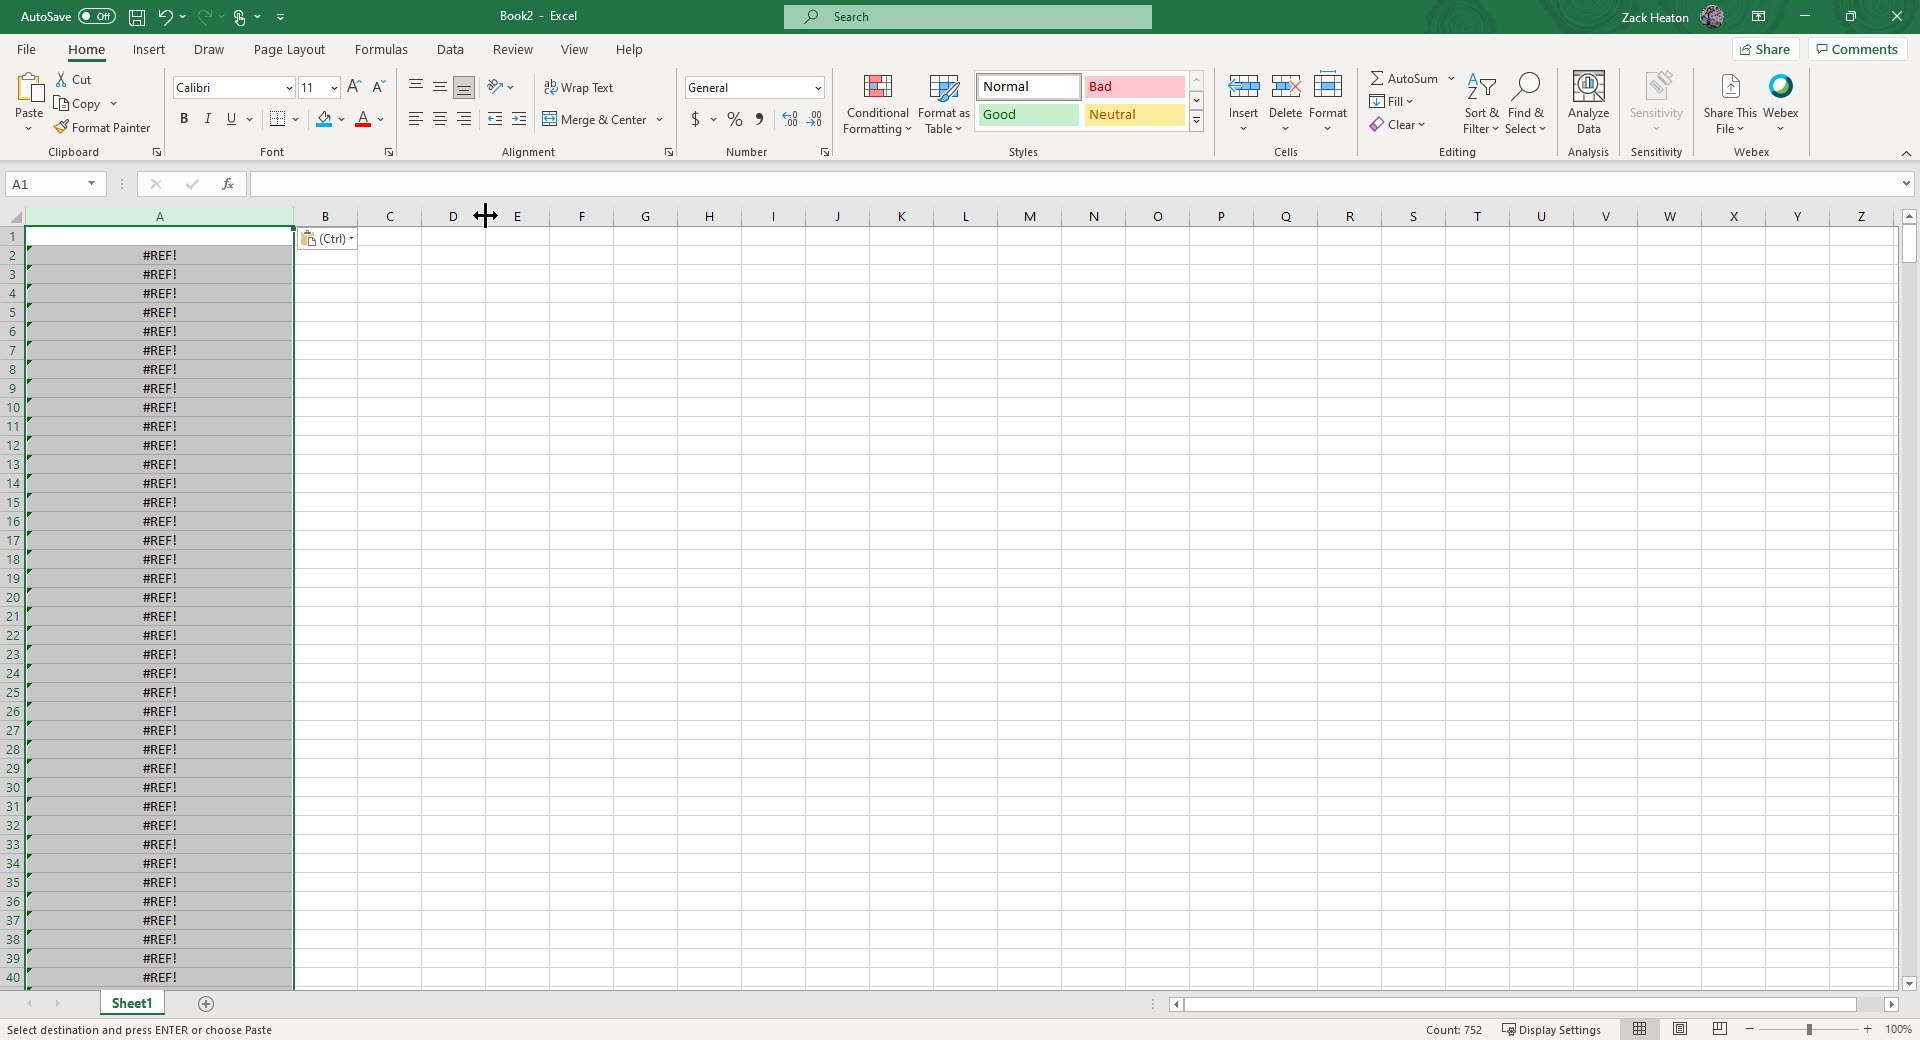 AutoSave Off Book2 - Excel Search Zack Heaton
File Home Insert Draw Page Layout Formulas Data Review View Help Share Comments
Paste Cut Copy Format Painter Clipboard
Calibri 11 A A B I U A Font
ab Wrap Text Merge & Center Alignment
General $ % 9 .00 .00 Number
Conditional Formatting Format as Table Normal Bad Good Neutral Styles
Insert Delete Format Cells
AutoSum Fill Clear Sort & Filter Find & Select Editing
Analyze Data Analysis
Sensitivity Sensitivity
Share This File Webex Webex
A1 fx
A B C D E F G H I J K L M N O P Q R S T U V W X Y Z
1 (Ctrl)
2 #REF!
3 #REF!
4 #REF!
5 #REF!
6 #REF!
7 #REF!
8 #REF!
9 #REF!
10 #REF!
11 #REF!
12 #REF!
13 #REF!
14 #REF!
15 #REF!
16 #REF!
17 #REF!
18 #REF!
19 #REF!
20 #REF!
21 #REF!
22 #REF!
23 #REF!
24 #REF!
25 #REF!
26 #REF!
27 #REF!
28 #REF!
29 #REF!
30 #REF!
31 #REF!
32 #REF!
33 #REF!
34 #REF!
35 #REF!
36 #REF!
37 #REF!
38 #REF!
39 #REF!
40 #REF!
Sheet1
Select destination and press ENTER or choose Paste Count: 752 Display Settings 100%